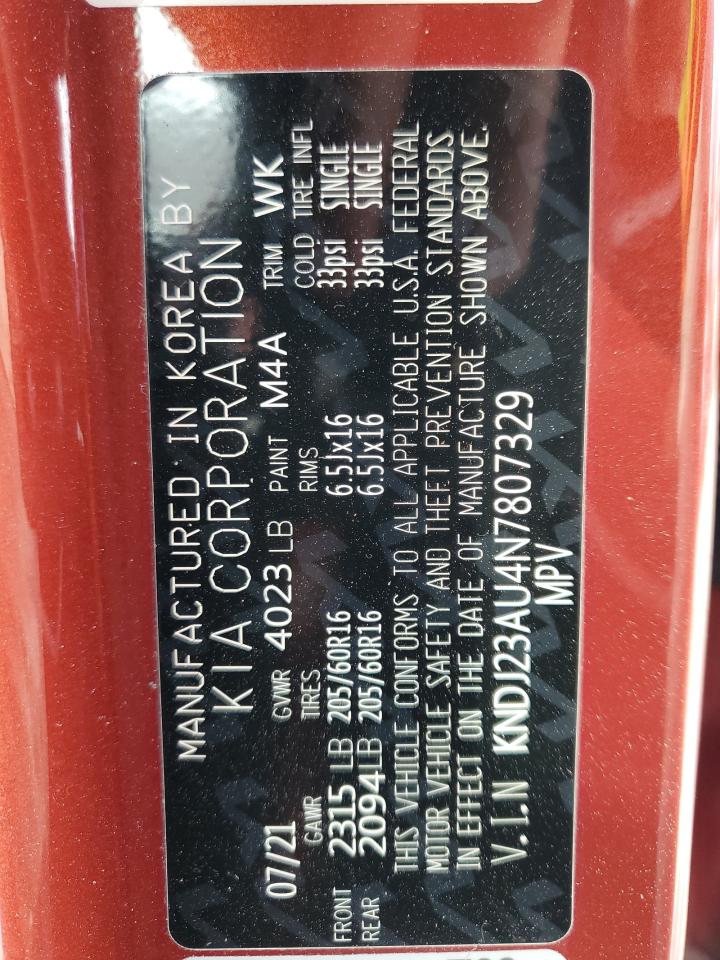 MANUFACTURED IN KOREA BY
KIA CORPORATION
07/21 GVWR 4023 LB PAINT M4A TRIM WK
GAWR TIRES RIMS COLD TIRE INFL
FRONT 2315 LB 205/60R16 6.5Jx16 33psi SINGLE
REAR 2094LB 205/60R16 6.5Jx16 33psi SINGLE
THIS VEHICLE CONFORMS TO ALL APPLICABLE U.S.A. FEDERAL
MOTOR VEHICLE SAFETY AND THEFT PREVENTION STANDARDS
IN EFFECT ON THE DATE OF MANUFACTURE SHOWN ABOVE.
V.I.N KNDJ23AU4N7807329
MPV